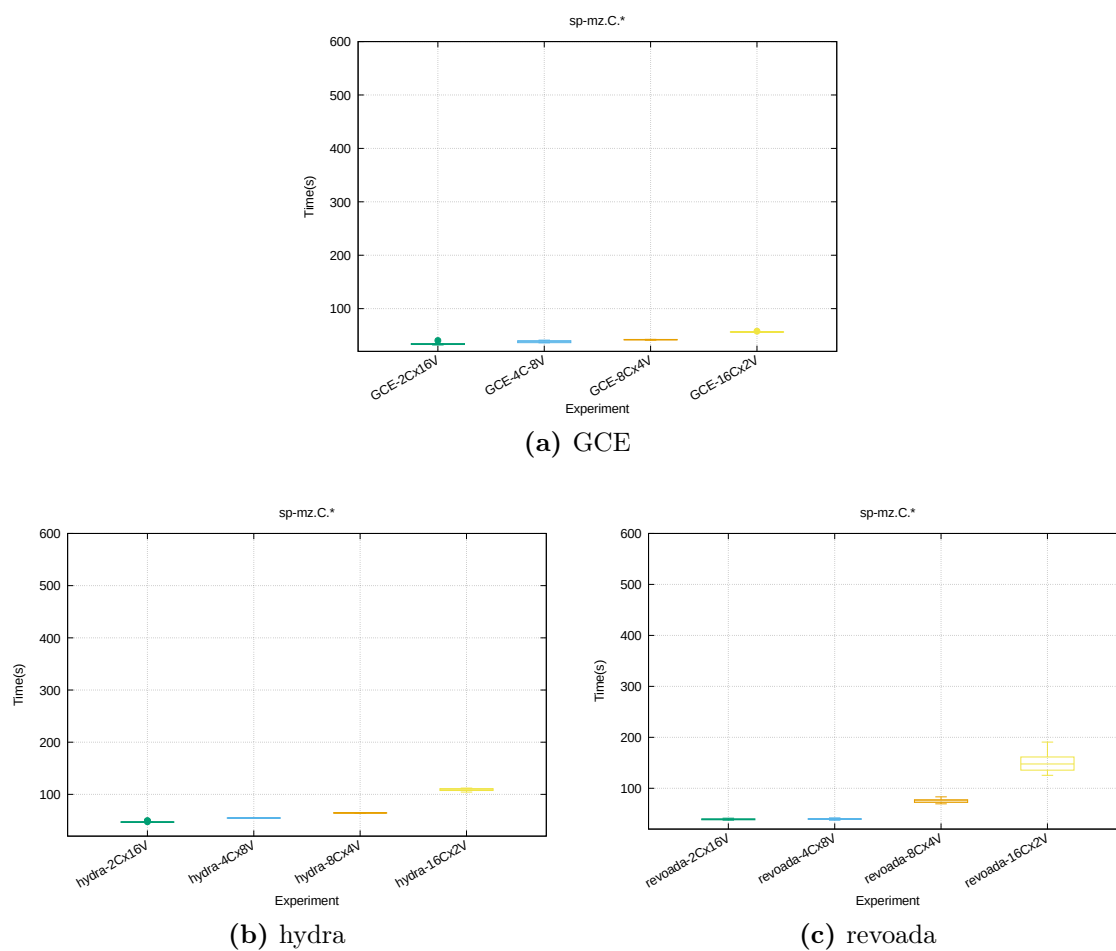 sp-mz.C.*
600
500
400
300
200
100
Time(s)
GCE-2Cx16V
GCE-4C-8V
GCE-8Cx4V
GCE-16Cx2V
Experiment
(a) GCE
sp-mz.C.*
600
500
400
300
200
100
Time(s)
hydra-2Cx16V
hydra-4Cx8V
hydra-8Cx4V
hydra-16Cx2V
Experiment
(b) hydra
sp-mz.C.*
600
500
400
300
200
100
Time(s)
revoada-2Cx16V
revoada-4Cx8V
revoada-8Cx4V
revoada-16Cx2V
Experiment
(c) revoada